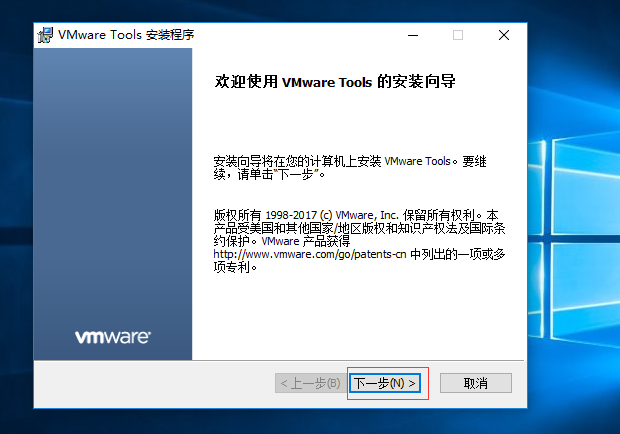 VMware Tools 安装程序
欢迎使用 VMware Tools 的安装向导
安装向导将在您的计算机上安装 VMware Tools。要继
续，请单击“下一步”。
版权所有 1998-2017 (c) VMware, Inc. 保留所有权利。本
产品受美国和其他国家/地区版权和知识产权法及国际条
约保护。VMware 产品获得
http://www.vmware.com/go/patents-cn 中列出的一项或多
项专利。
vmware®
< 上一步(B) 下一步(N) > 取消